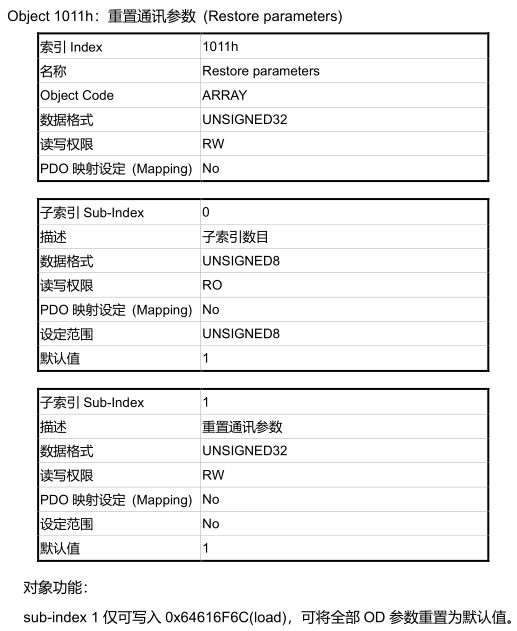 Object 1011h：重置通讯参数 (Restore parameters)
索引 Index 1011h
名称 Restore parameters
Object Code ARRAY
数据格式 UNSIGNED32
读写权限 RW
PDO 映射设定 (Mapping) No
子索引 Sub-Index 0
描述 子索引数目
数据格式 UNSIGNED8
读写权限 RO
PDO 映射设定 (Mapping) No
设定范围 UNSIGNED8
默认值 1
子索引 Sub-Index 1
描述 重置通讯参数
数据格式 UNSIGNED32
读写权限 RW
PDO 映射设定 (Mapping) No
设定范围 No
默认值 1
对象功能：
sub-index 1 仅可写入 0x64616F6C(load)，可将全部 OD 参数重置为默认值。